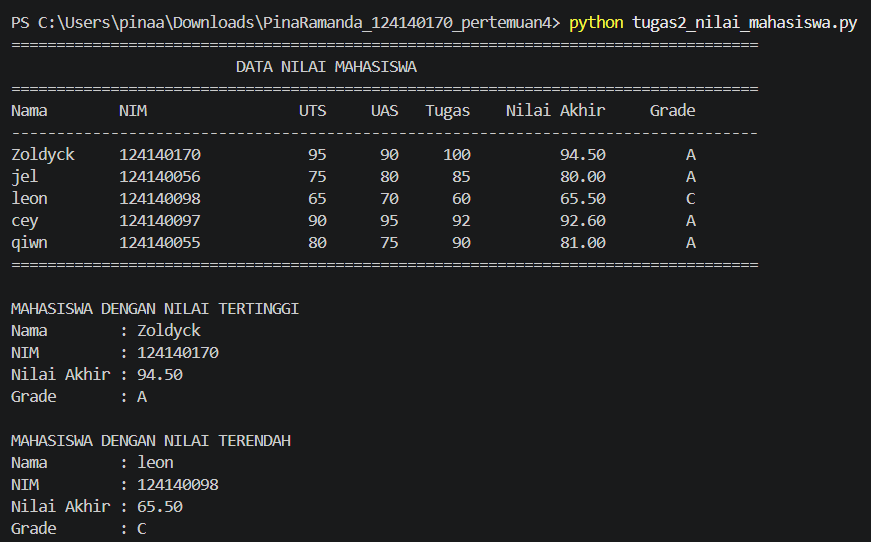 PS C:\Users\pinaa\Downloads\PinaRamanda_124140170_pertemuan4> python tugas2_nilai_mahasiswa.py
===================================================================================
                         DATA NILAI MAHASISWA
===================================================================================
Nama        NIM                 UTS     UAS   Tugas    Nilai Akhir     Grade
-----------------------------------------------------------------------------------
Zoldyck     124140170            95      90     100          94.50         A
jel         124140056            75      80      85          80.00         A
leon        124140098            65      70      60          65.50         C
cey         124140097            90      95      92          92.60         A
qiwn        124140055            80      75      90          81.00         A
===================================================================================
MAHASISWA DENGAN NILAI TERTINGGI
Nama        : Zoldyck
NIM         : 124140170
Nilai Akhir : 94.50
Grade       : A
MAHASISWA DENGAN NILAI TERENDAH
Nama        : leon
NIM         : 124140098
Nilai Akhir : 65.50
Grade       : C